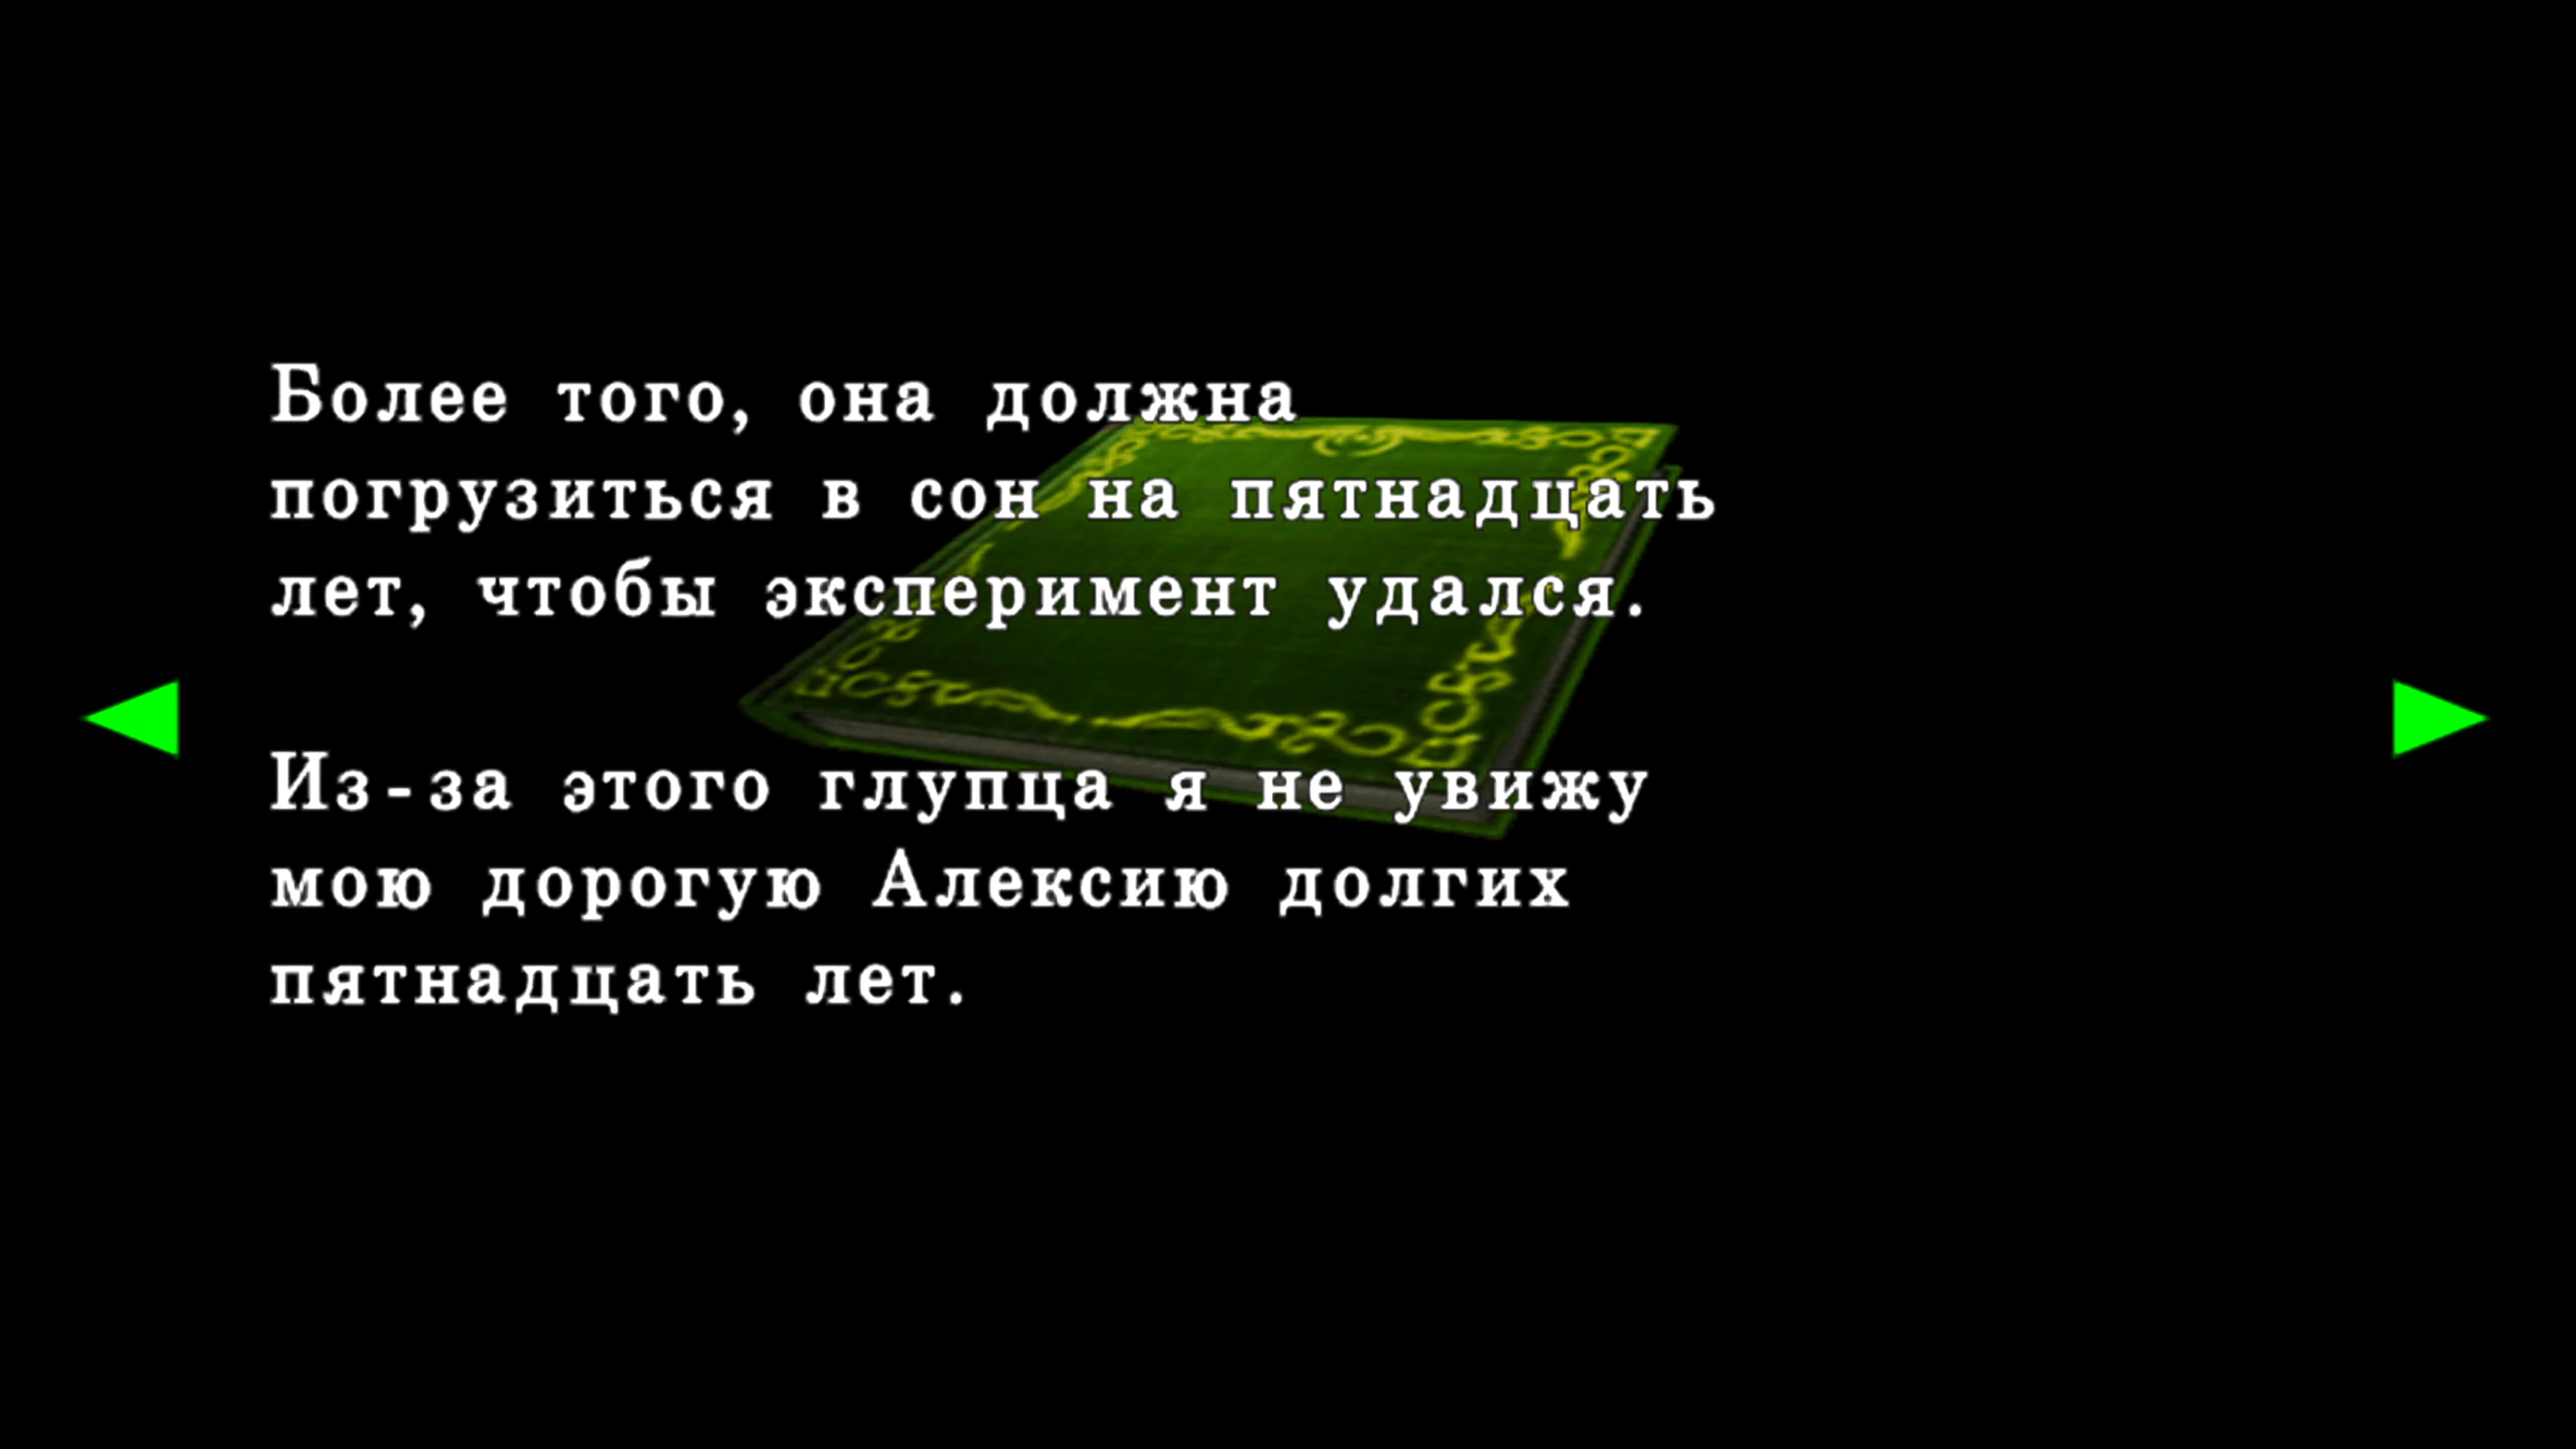 Более того, она должна
погрузиться в сон на пятнадцать
лет, чтобы эксперимент удался.
Из-за этого глупца я не увижу
мою дорогую Алексию долгих
пятнадцать лет.